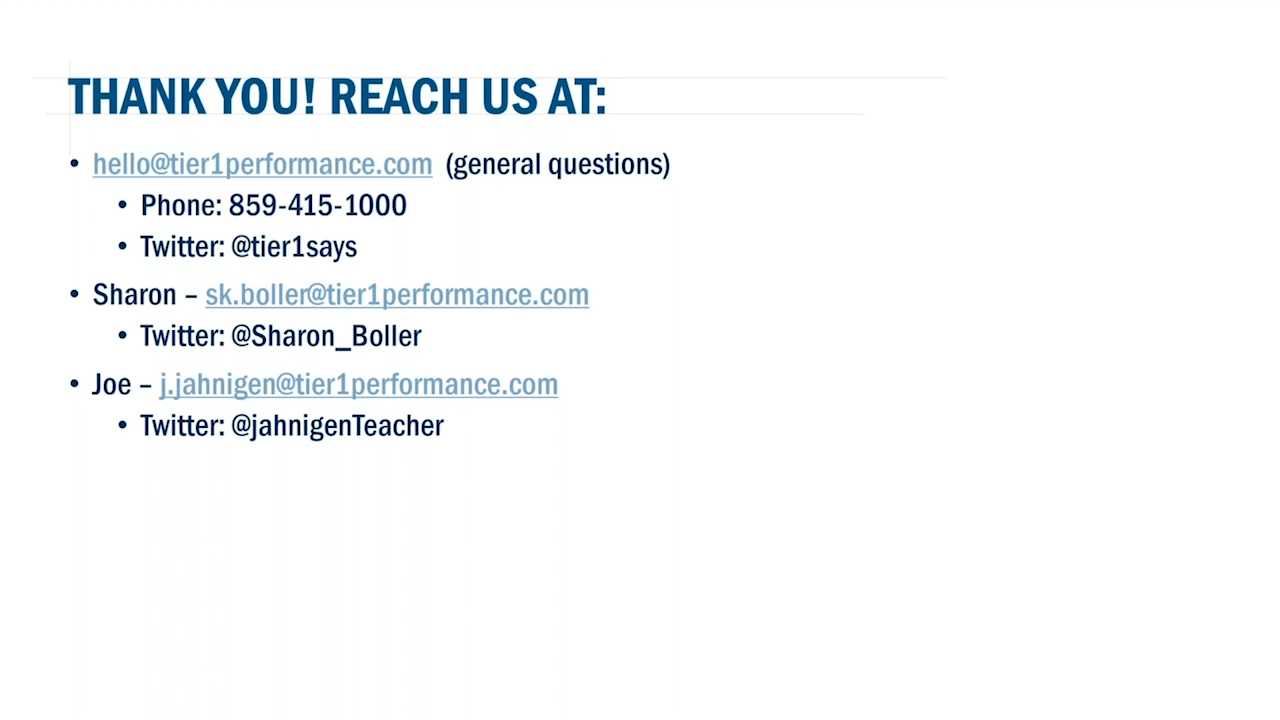 THANK YOU! REACH US AT:
• hello@tier1performance.com (general questions)
• Phone: 859-415-1000
• Twitter: @tier1says
• Sharon – sk.boller@tier1performance.com
• Twitter: @Sharon_Boller
• Joe – j.jahnigen@tier1performance.com
• Twitter: @jahnigenTeacher